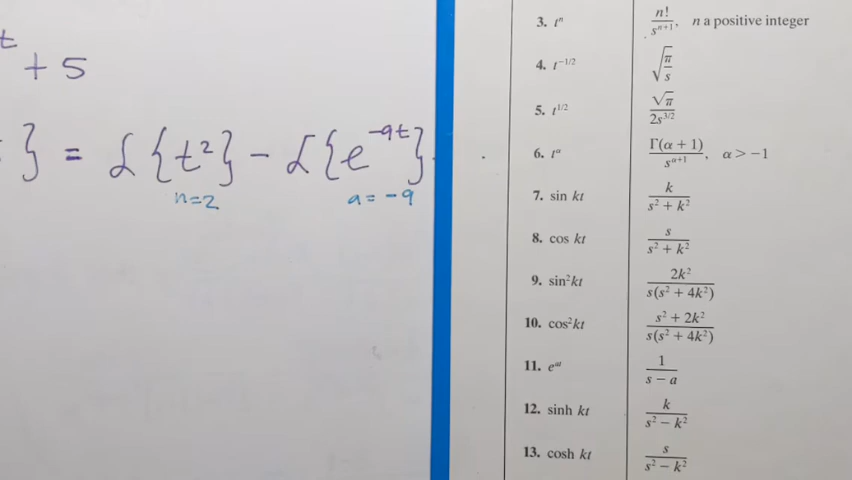 t
+ 5
} = ℒ{t²} - ℒ{e^{-9t}}
n=2 a = -9
3. tⁿ n!/s^{n+1}, n a positive integer
4. t^{-1/2} √(π/s)
5. t^{1/2} √π/(2s^{3/2})
6. t^α Γ(α + 1)/s^{α+1}, α > −1
7. sin kt k/(s² + k²)
8. cos kt s/(s² + k²)
9. sin²kt 2k²/(s(s² + 4k²))
10. cos²kt (s² + 2k²)/(s(s² + 4k²))
11. e^{at} 1/(s − a)
12. sinh kt k/(s² − k²)
13. cosh kt s/(s² − k²)